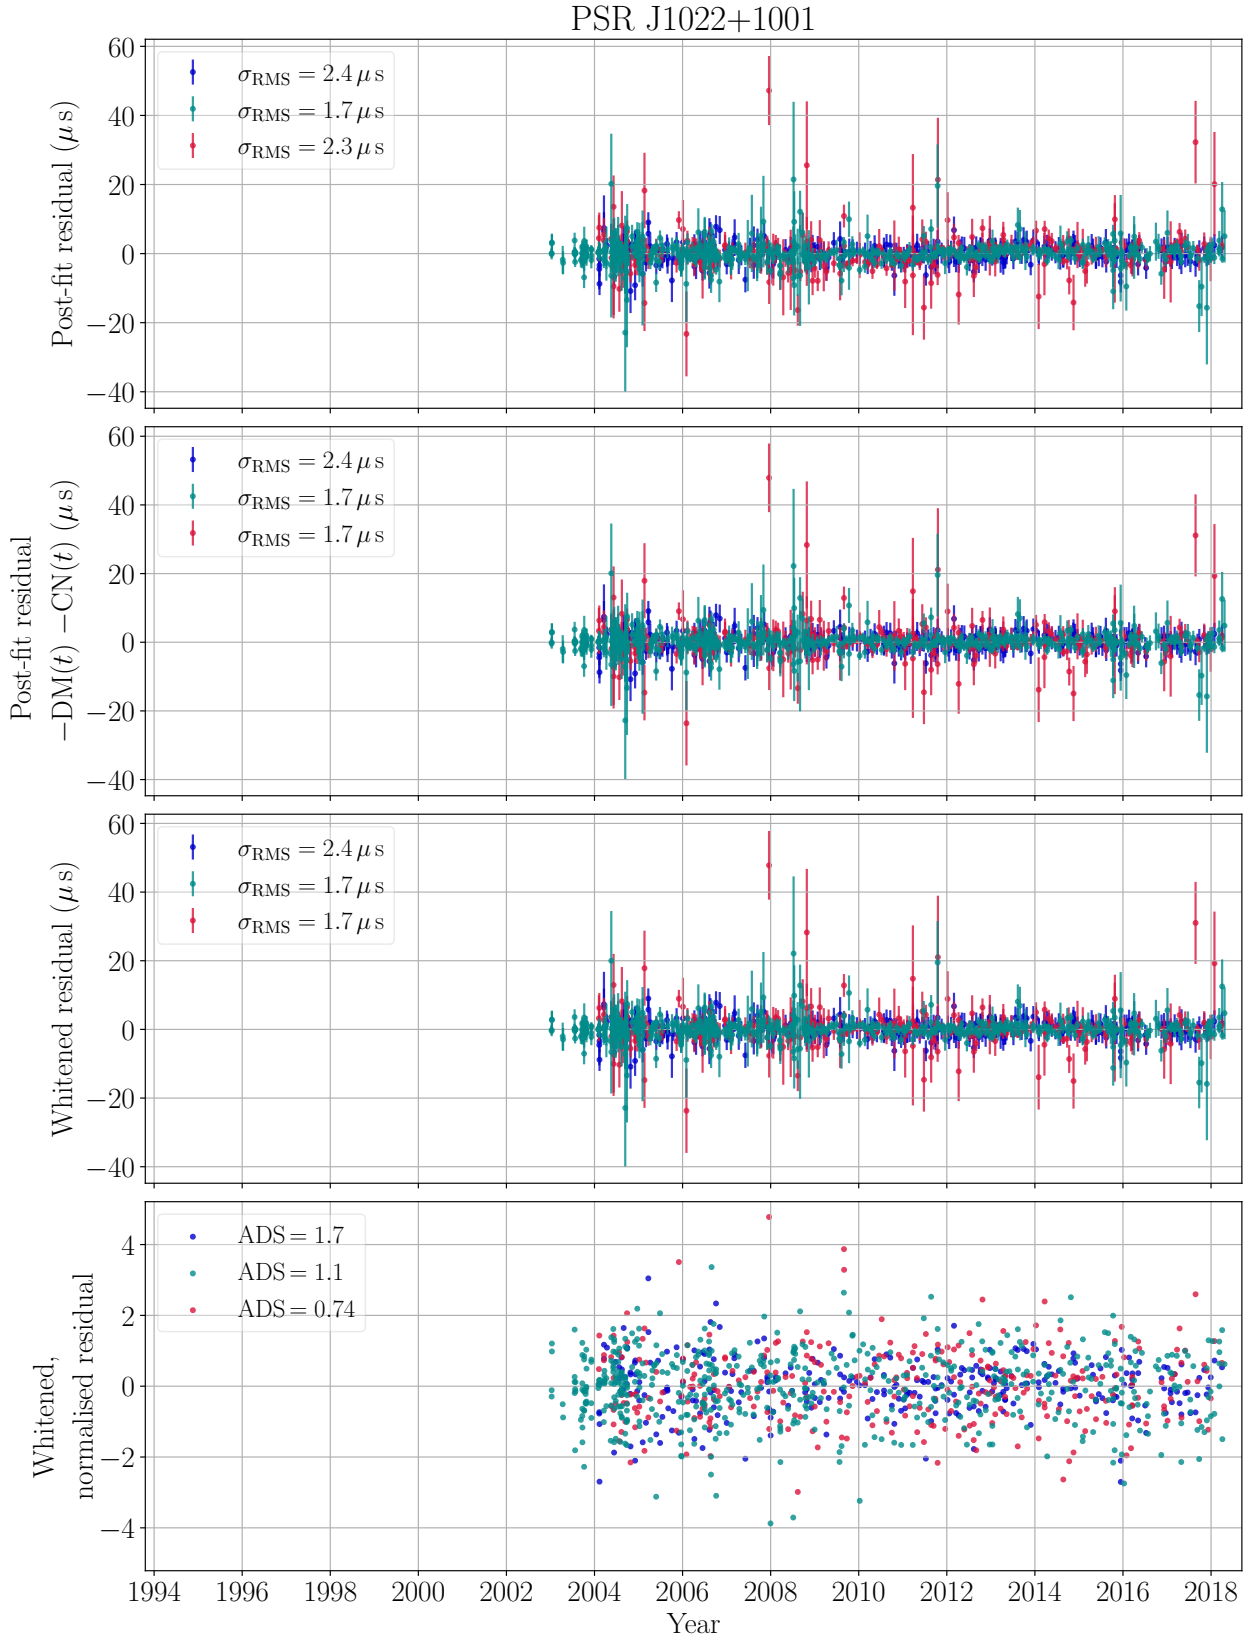 PSR J1022+1001
60
40
20
0
−20
−40
Post-fit residual (μs)
σRMS = 2.4 μs
σRMS = 1.7 μs
σRMS = 2.3 μs
60
40
20
0
−20
−40
Post-fit residual
−DM(t) −CN(t) (μs)
σRMS = 2.4 μs
σRMS = 1.7 μs
σRMS = 1.7 μs
60
40
20
0
−20
−40
Whitened residual (μs)
σRMS = 2.4 μs
σRMS = 1.7 μs
σRMS = 1.7 μs
4
2
0
−2
−4
Whitened,
normalised residual
ADS = 1.7
ADS = 1.1
ADS = 0.74
1994 1996 1998 2000 2002 2004 2006 2008 2010 2012 2014 2016 2018
Year